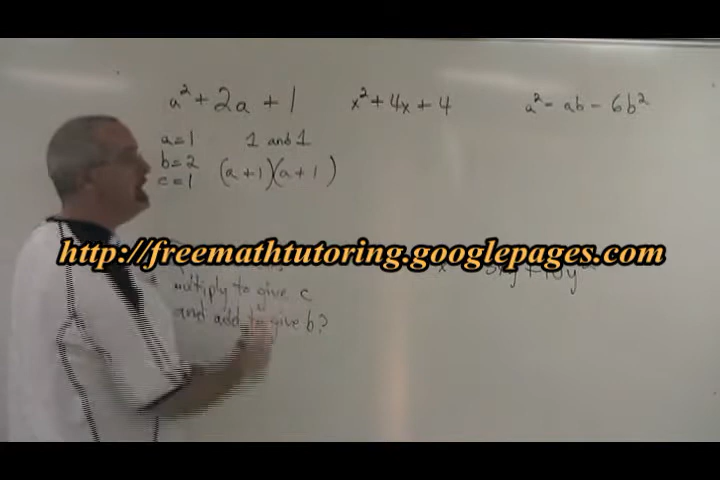 a² + 2a + 1
x² + 4x + 4
a² - ab - 6b²
a = 1
1 and 1
b = 2
c = 1
(a + 1)(a + 1)
http://freemathtutoring.googlepages.com
multiply to give c
and add to give b?